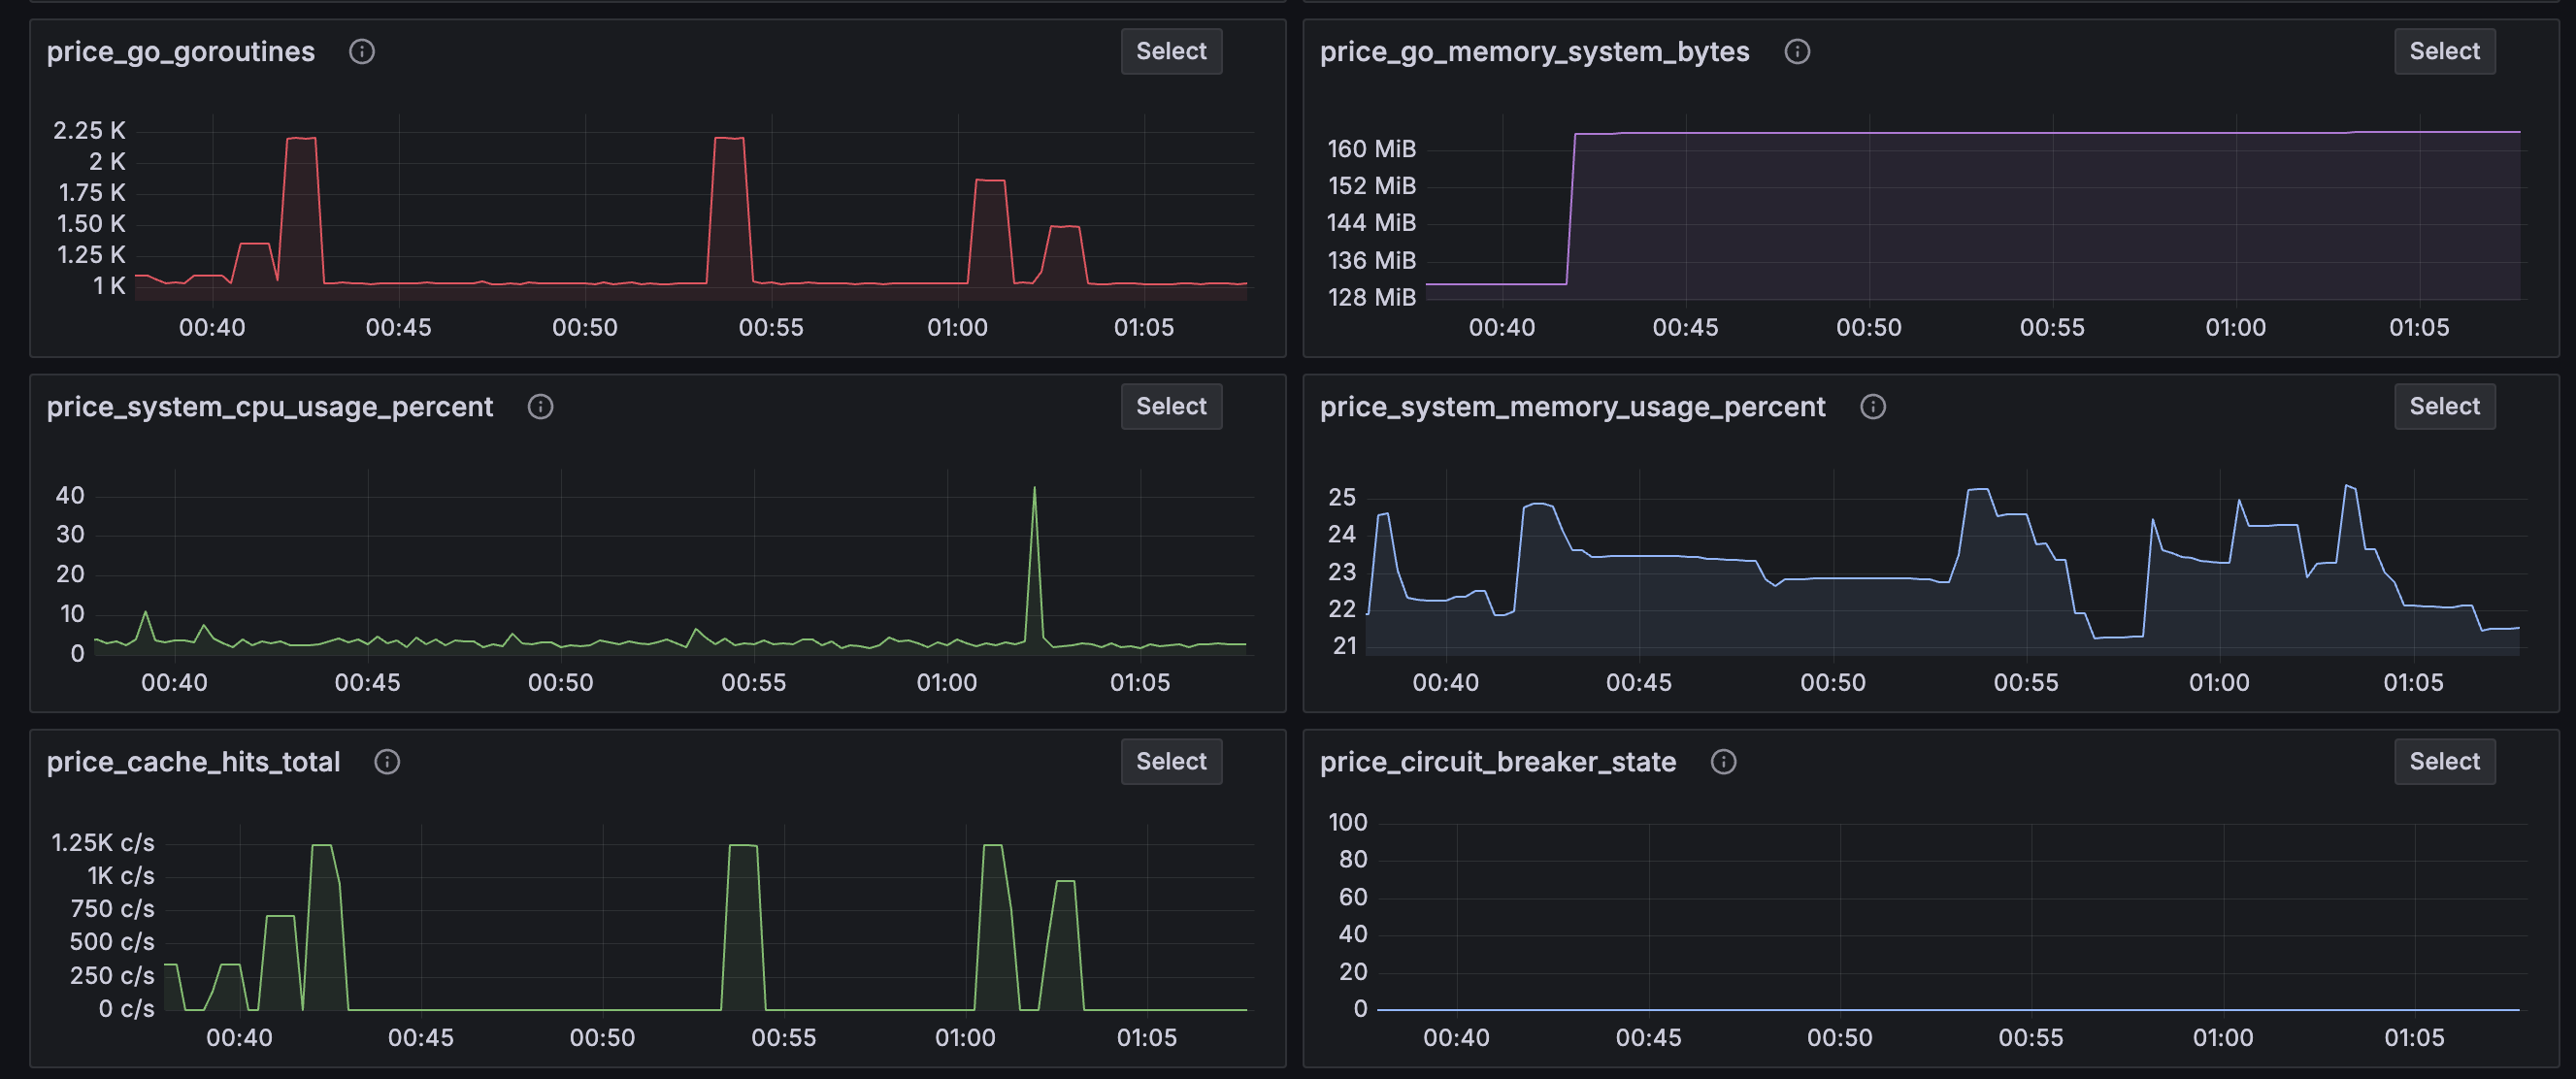 price_go_goroutines
Select
2.25 K
2 K
1.75 K
1.50 K
1.25 K
1 K
00:40 00:45 00:50 00:55 01:00 01:05
price_go_memory_system_bytes
Select
160 MiB
152 MiB
144 MiB
136 MiB
128 MiB
00:40 00:45 00:50 00:55 01:00 01:05
price_system_cpu_usage_percent
Select
40
30
20
10
0
00:40 00:45 00:50 00:55 01:00 01:05
price_system_memory_usage_percent
Select
25
24
23
22
21
00:40 00:45 00:50 00:55 01:00 01:05
price_cache_hits_total
Select
1.25K c/s
1K c/s
750 c/s
500 c/s
250 c/s
0 c/s
00:40 00:45 00:50 00:55 01:00 01:05
price_circuit_breaker_state
Select
100
80
60
40
20
0
00:40 00:45 00:50 00:55 01:00 01:05